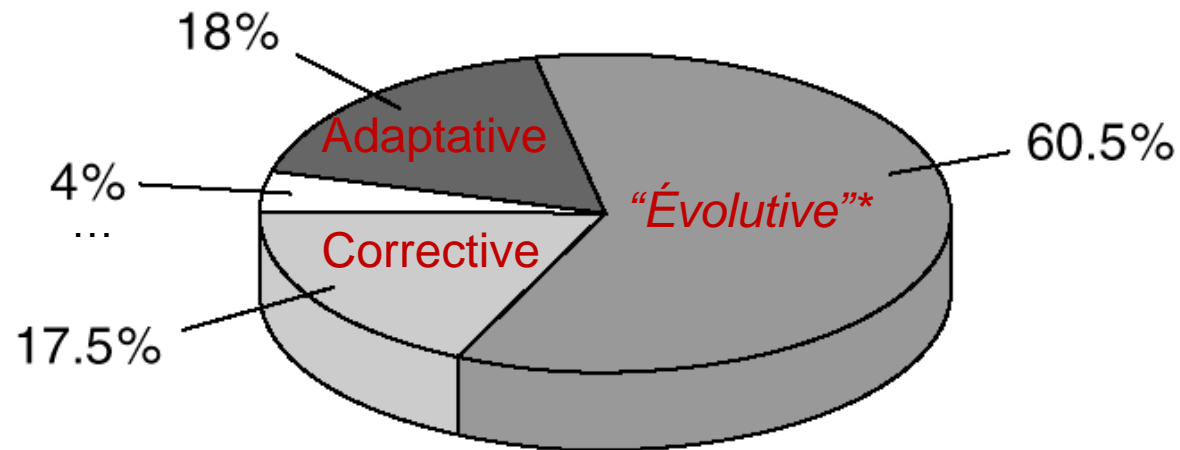 18%
Adaptative
60.5%
4%
“Évolutive”*
...
Corrective
17.5%